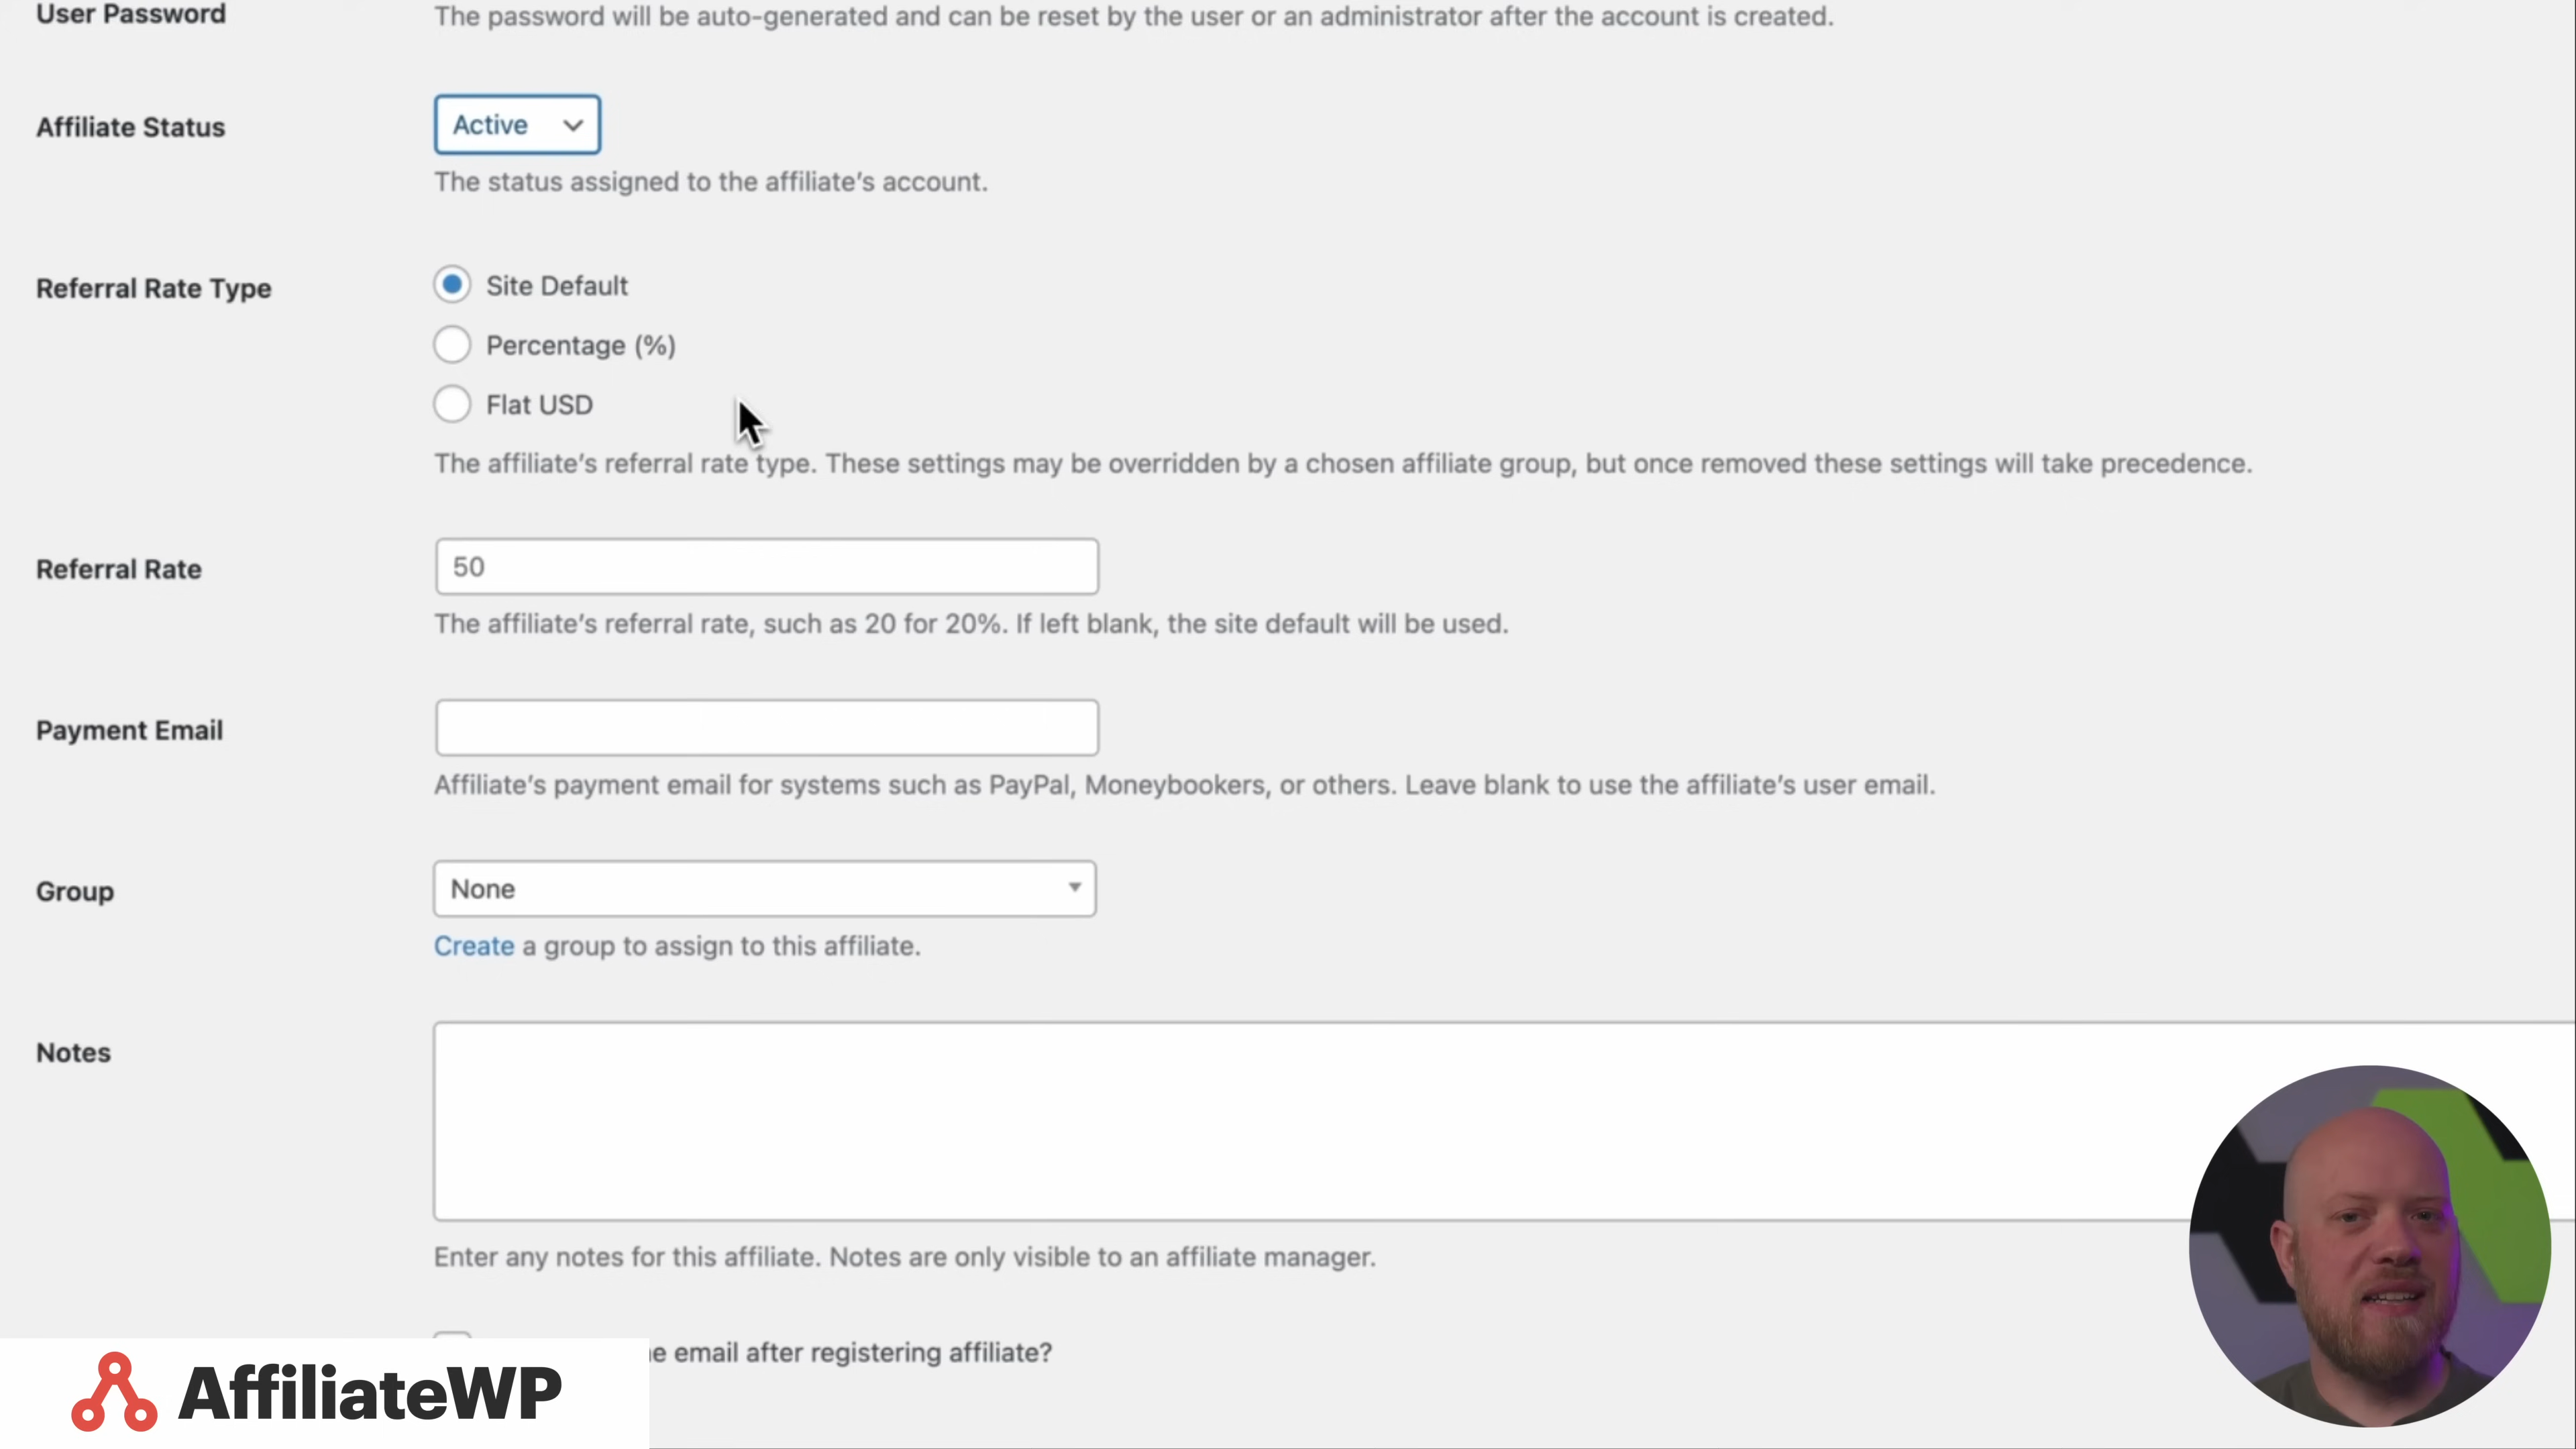 User Password
The password will be auto-generated and can be reset by the user or an administrator after the account is created.
Affiliate Status
Active
The status assigned to the affiliate’s account.
Referral Rate Type
Site Default
Percentage (%)
Flat USD
The affiliate’s referral rate type. These settings may be overridden by a chosen affiliate group, but once removed these settings will take precedence.
Referral Rate
50
The affiliate’s referral rate, such as 20 for 20%. If left blank, the site default will be used.
Payment Email
Affiliate’s payment email for systems such as PayPal, Moneybookers, or others. Leave blank to use the affiliate’s user email.
Group
None
Create a group to assign to this affiliate.
Notes
Enter any notes for this affiliate. Notes are only visible to an affiliate manager.
email after registering affiliate?
AffiliateWP